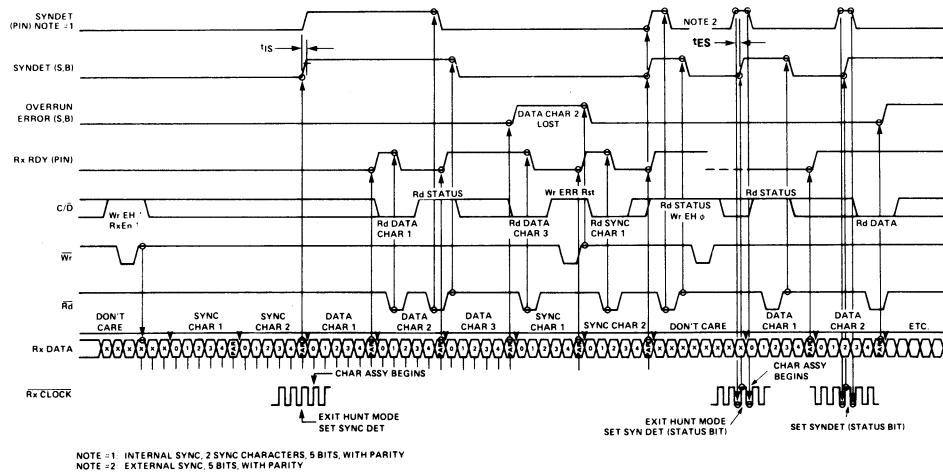 SYNDET
(PIN) NOTE #1
NOTE 2
tIS
tES
SYNDET (S,B)
OVERRUN
ERROR (S,B)
DATA CHAR 2
LOST
Rx RDY (PIN)
C/D̄
Wr EH
RxEn
Rd DATA
CHAR 1
Rd STATUS
Rd DATA
CHAR 3
Wr ERR Rst
Rd SYNC
CHAR 1
Rd STATUS
Wr EH φ
Rd STATUS
Rd DATA
Wr
Rd
DON'T
CARE
SYNC
CHAR 1
SYNC
CHAR 2
DATA
CHAR 1
DATA
CHAR 2
DATA
CHAR 3
SYNC
CHAR 1
SYNC CHAR 2
DON'T CARE
DATA
CHAR 1
DATA
CHAR 2
ETC.
Rx DATA
Rx CLOCK
CHAR ASSY BEGINS
EXIT HUNT MODE
SET SYNC DET
CHAR ASSY
BEGINS
EXIT HUNT MODE
SET SYN DET (STATUS BIT)
SET SYNDET (STATUS BIT)
NOTE #1: INTERNAL SYNC, 2 SYNC CHARACTERS, 5 BITS, WITH PARITY
NOTE #2: EXTERNAL SYNC, 5 BITS, WITH PARITY